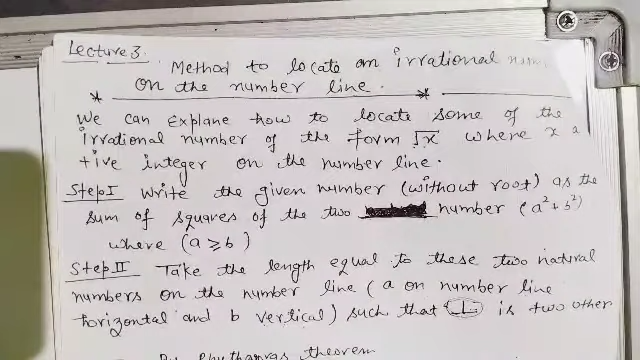 Lecture 3.
Method to locate an irrational num
on the number line.
We can explane how to locate some of the
irrational number of the form √x where x a
+ive integer on the number line.
Step I Write the given number (without root) as the
sum of squares of the two number (a²+b²)
where (a ≥ b)
Step II Take the length equal to these two natural
numbers on the number line (a on number line
horizontal and b vertical) such that ⊥ is two other
By Phythagras theorem